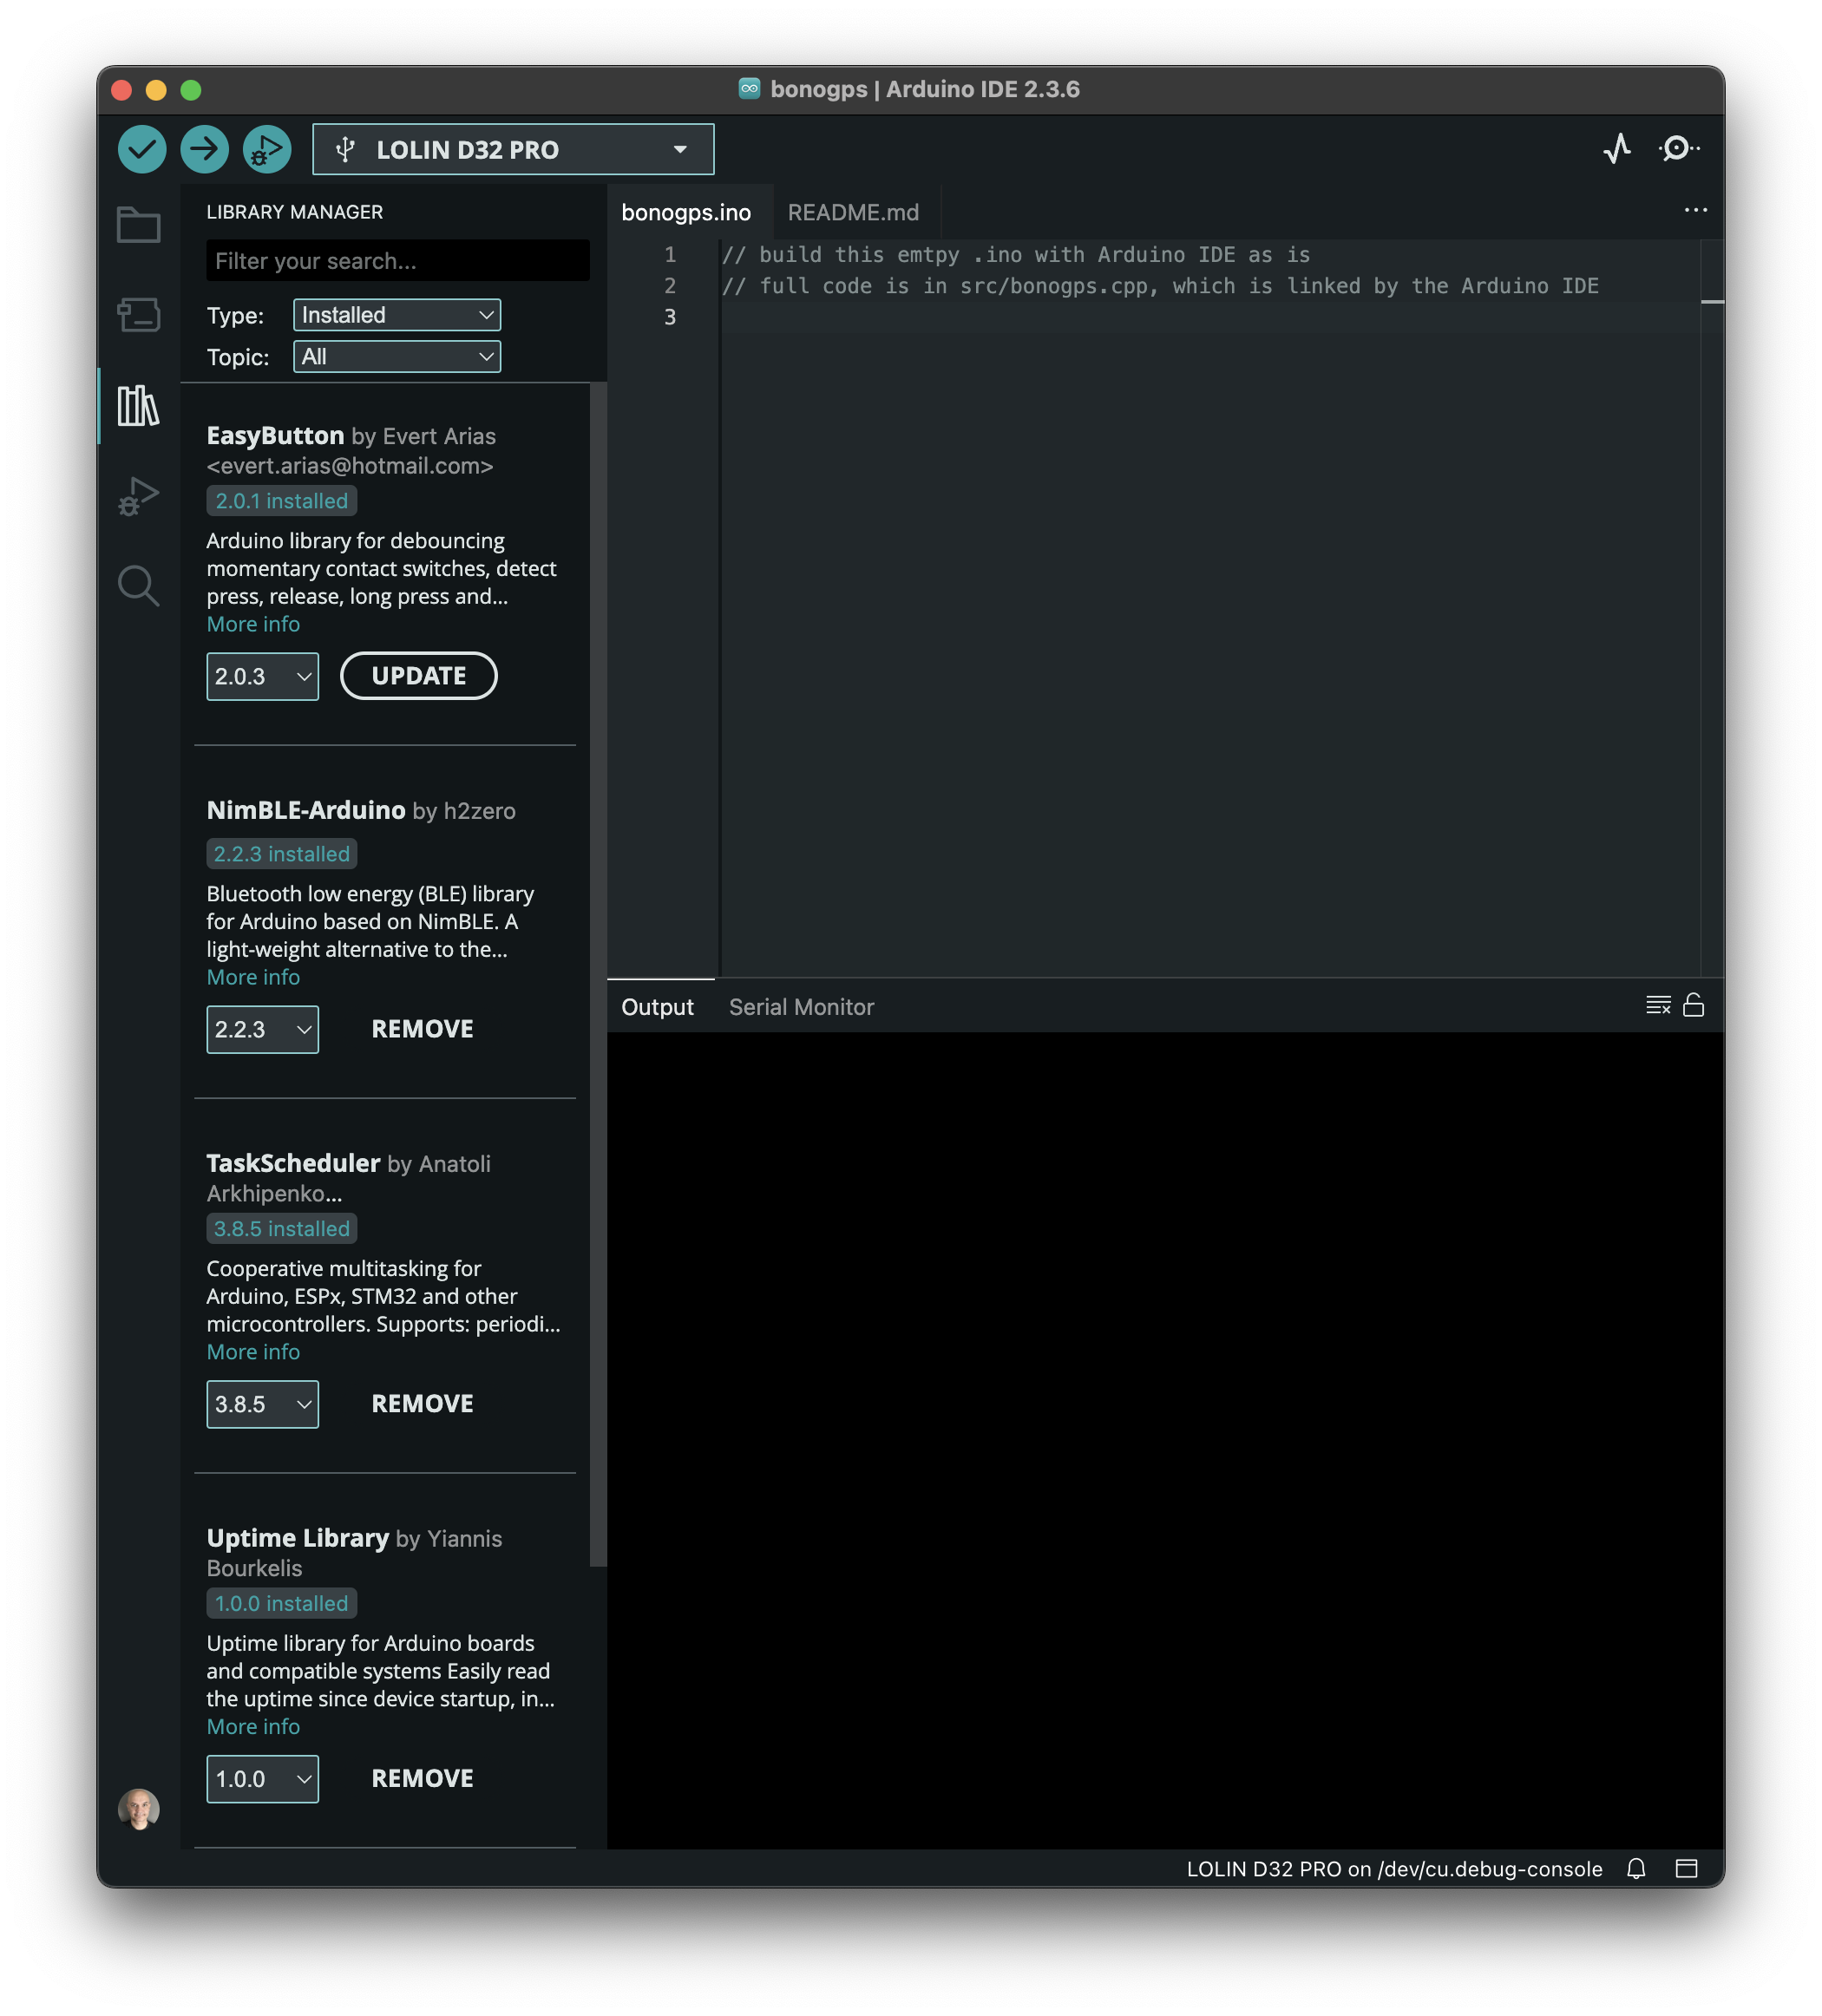 bonogps | Arduino IDE 2.3.6
LOLIN D32 PRO
LIBRARY MANAGER
Filter your search...
Type: Installed
Topic: All
EasyButton by Evert Arias
<evert.arias@hotmail.com>
2.0.1 installed
Arduino library for debouncing
momentary contact switches, detect
press, release, long press and...
More info
2.0.3 UPDATE
NimBLE-Arduino by h2zero
2.2.3 installed
Bluetooth low energy (BLE) library
for Arduino based on NimBLE. A
light-weight alternative to the...
More info
2.2.3 REMOVE
TaskScheduler by Anatoli
Arkhipenko...
3.8.5 installed
Cooperative multitasking for
Arduino, ESPx, STM32 and other
microcontrollers. Supports: periodi...
More info
3.8.5 REMOVE
Uptime Library by Yiannis
Bourkelis
1.0.0 installed
Uptime library for Arduino boards
and compatible systems Easily read
the uptime since device startup, in...
More info
1.0.0 REMOVE
bonogps.ino README.md
1 // build this emtpy .ino with Arduino IDE as is
2 // full code is in src/bonogps.cpp, which is linked by the Arduino IDE
3
Output Serial Monitor
LOLIN D32 PRO on /dev/cu.debug-console